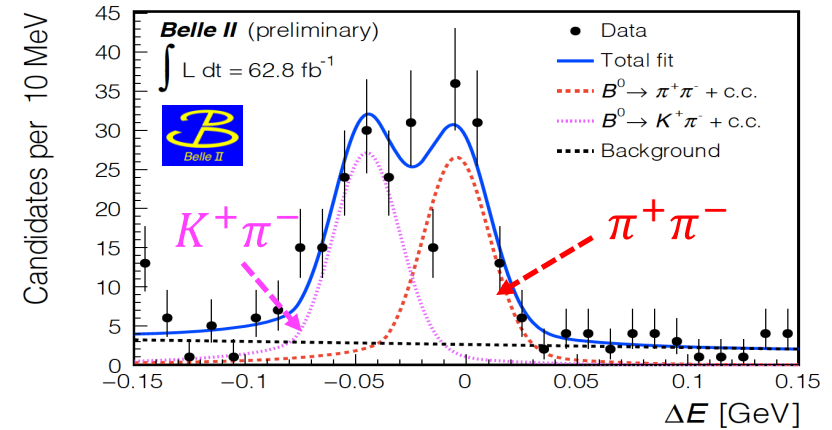 Belle II (preliminary)
∫ L dt = 62.8 fb⁻¹
Belle II
Data
Total fit
B⁰→ π⁺π⁻ + c.c.
B⁰→ K⁺π⁻ + c.c.
Background
K⁺π⁻
π⁺π⁻
Candidates per 10 MeV
45
40
35
30
25
20
15
10
5
0
−0.15 −0.1 −0.05 0 0.05 0.1 0.15
ΔE [GeV]